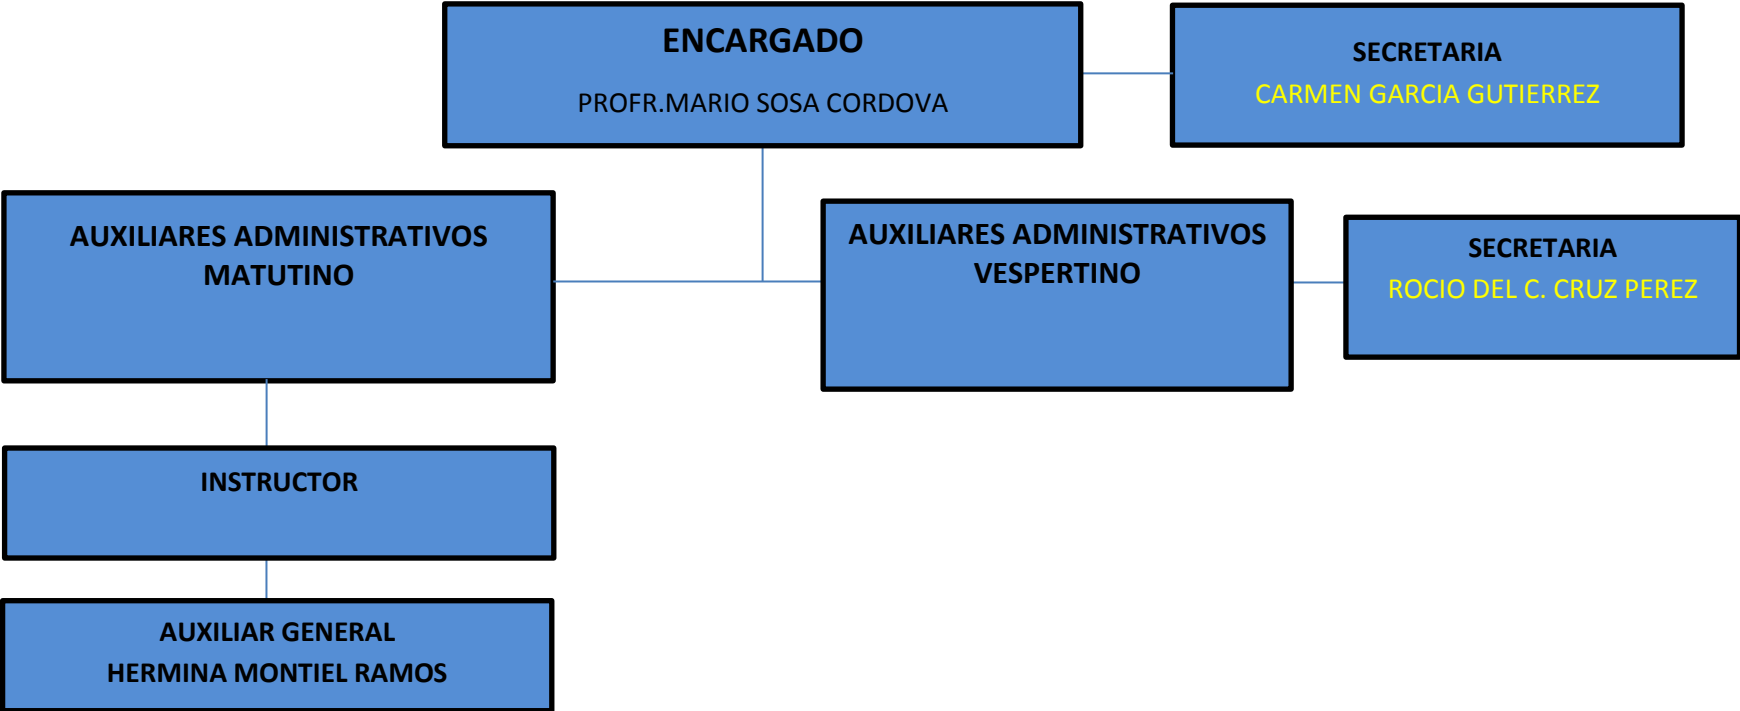 ENCARGADO
PROFR.MARIO SOSA CORDOVA
SECRETARIA
CARMEN GARCIA GUTIERREZ
AUXILIARES ADMINISTRATIVOS
MATUTINO
AUXILIARES ADMINISTRATIVOS
VESPERTINO
SECRETARIA
ROCIO DEL C. CRUZ PEREZ
INSTRUCTOR
AUXILIAR GENERAL
HERMINA MONTIEL RAMOS